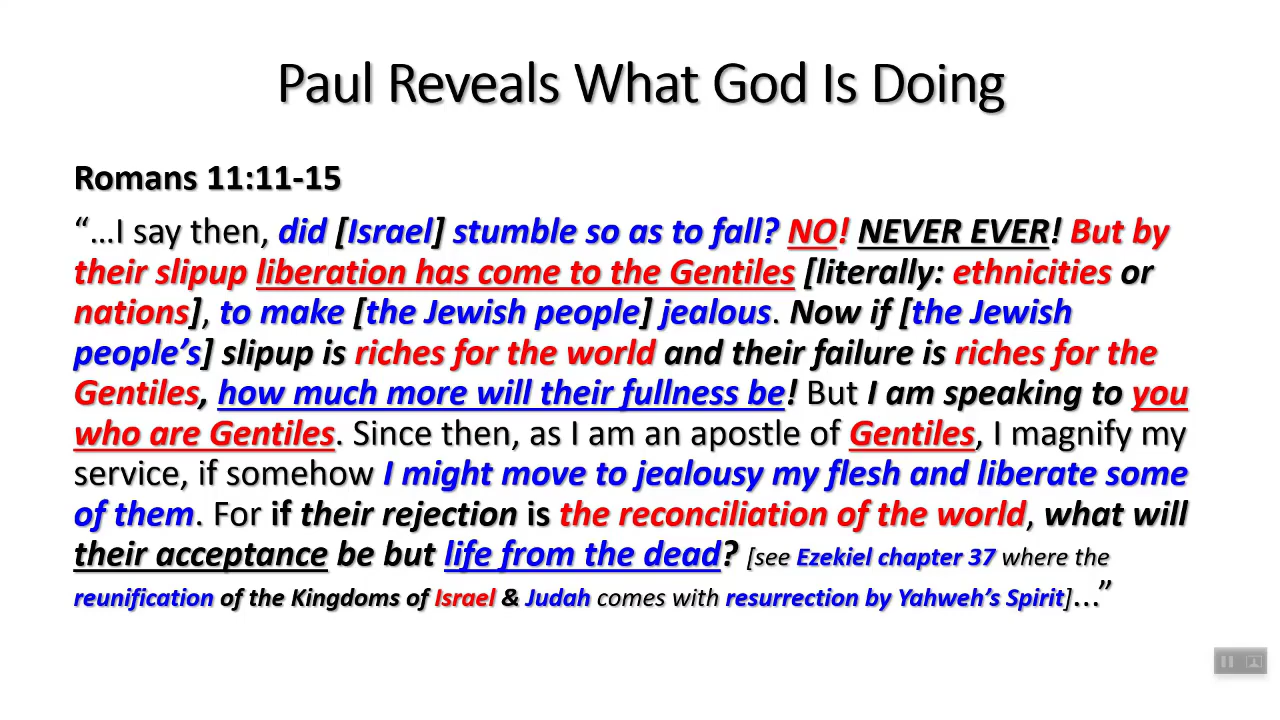 Paul Reveals What God Is Doing
Romans 11:11-15
“…I say then, did [Israel] stumble so as to fall? NO! NEVER EVER! But by
their slipup liberation has come to the Gentiles [literally: ethnicities or
nations], to make [the Jewish people] jealous. Now if [the Jewish
people’s] slipup is riches for the world and their failure is riches for the
Gentiles, how much more will their fullness be! But I am speaking to you
who are Gentiles. Since then, as I am an apostle of Gentiles, I magnify my
service, if somehow I might move to jealousy my flesh and liberate some
of them. For if their rejection is the reconciliation of the world, what will
their acceptance be but life from the dead? [see Ezekiel chapter 37 where the
reunification of the Kingdoms of Israel & Judah comes with resurrection by Yahweh’s Spirit]…”